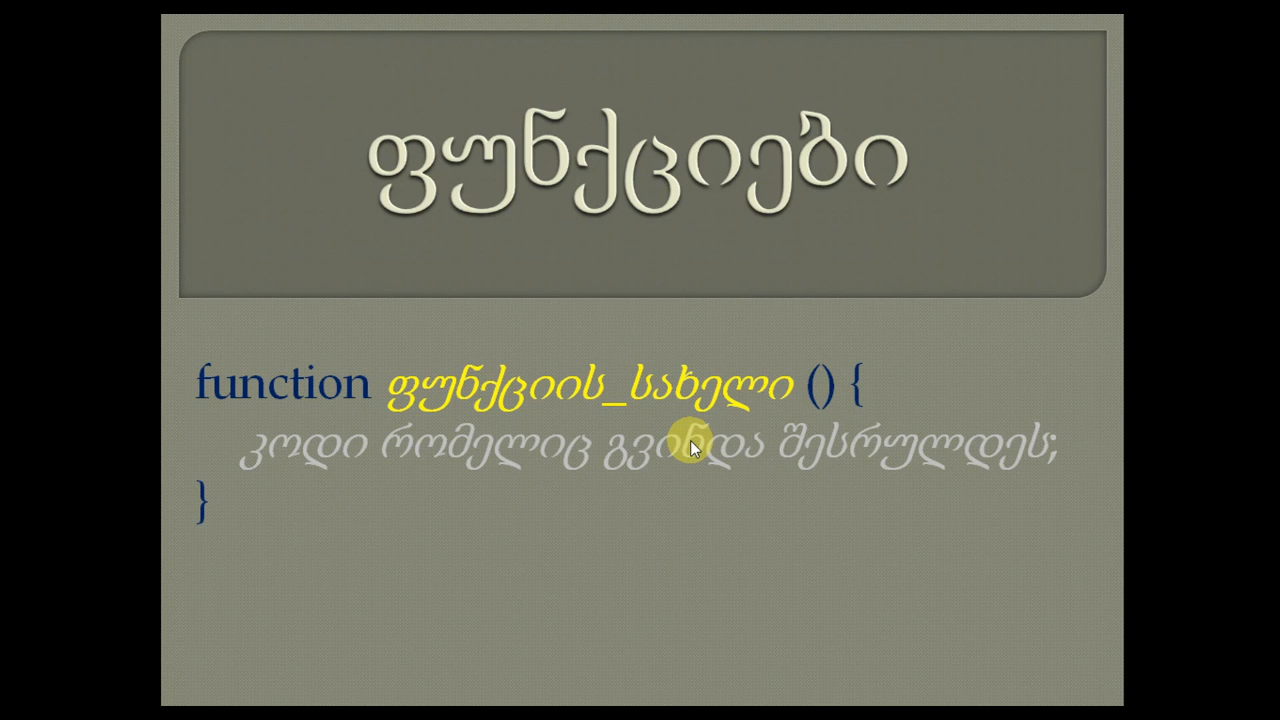 ფუნქციები
function ფუნქციის_სახელი () {
კოდი რომელიც გვინდა შესრულდეს;
}